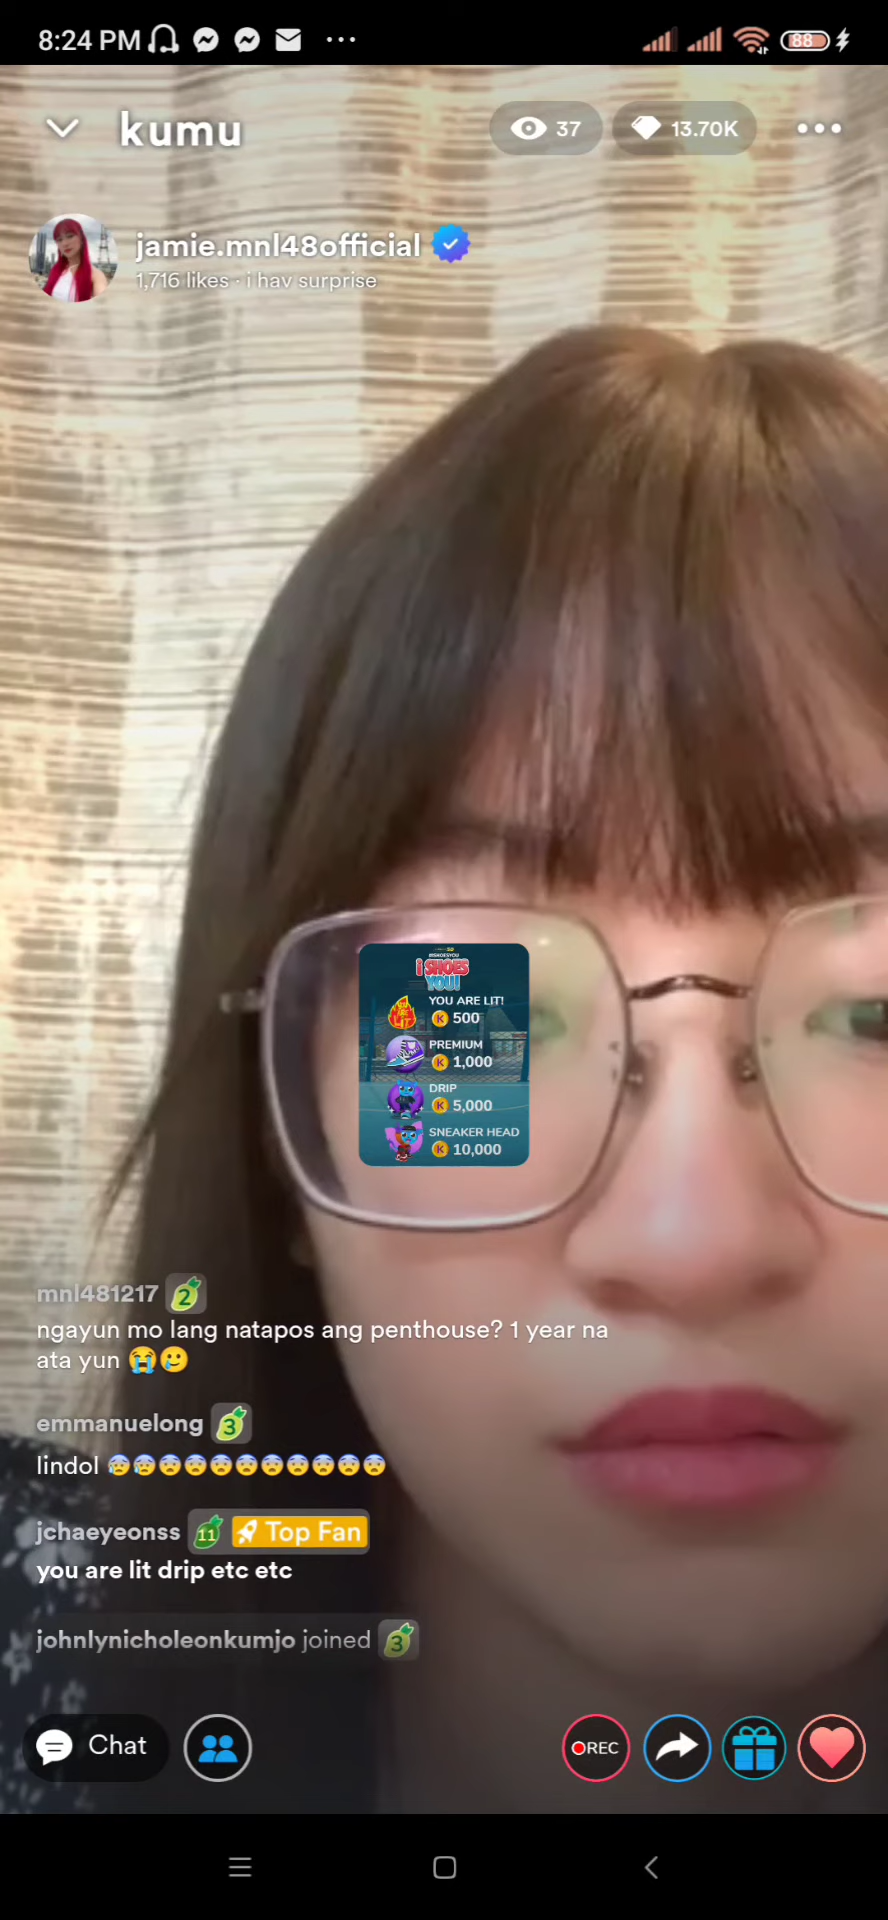 8:24 PM
88
kumu
37
13.70K
jamie.mnl48official
1,716 likes · i hav surprise
#ISHOESYOU
i SHOES
YOU!
YOU ARE LIT!
K 500
PREMIUM
K 1,000
DRIP
K 5,000
SNEAKER HEAD
K 10,000
mnl481217 2
ngayun mo lang natapos ang penthouse? 1 year na
ata yun 😭🥲
emmanuelong 3
lindol 😰😰😨😨😨😨😨😨😨😨😨
jchaeyeonss 11 Top Fan
you are lit drip etc etc
johnlynicholeonkumjo joined 3
Chat
REC